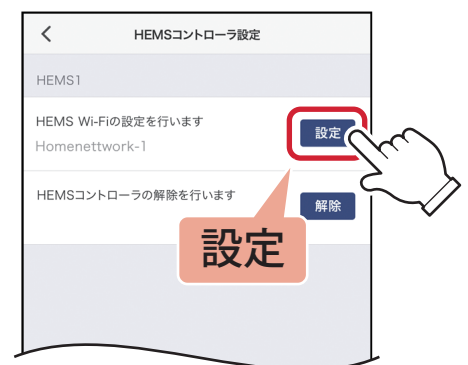 HEMSコントローラ設定
HEMS1
HEMS Wi-Fiの設定を行います
設定
Homenettwork-1
HEMSコントローラの解除を行います
解除
設定